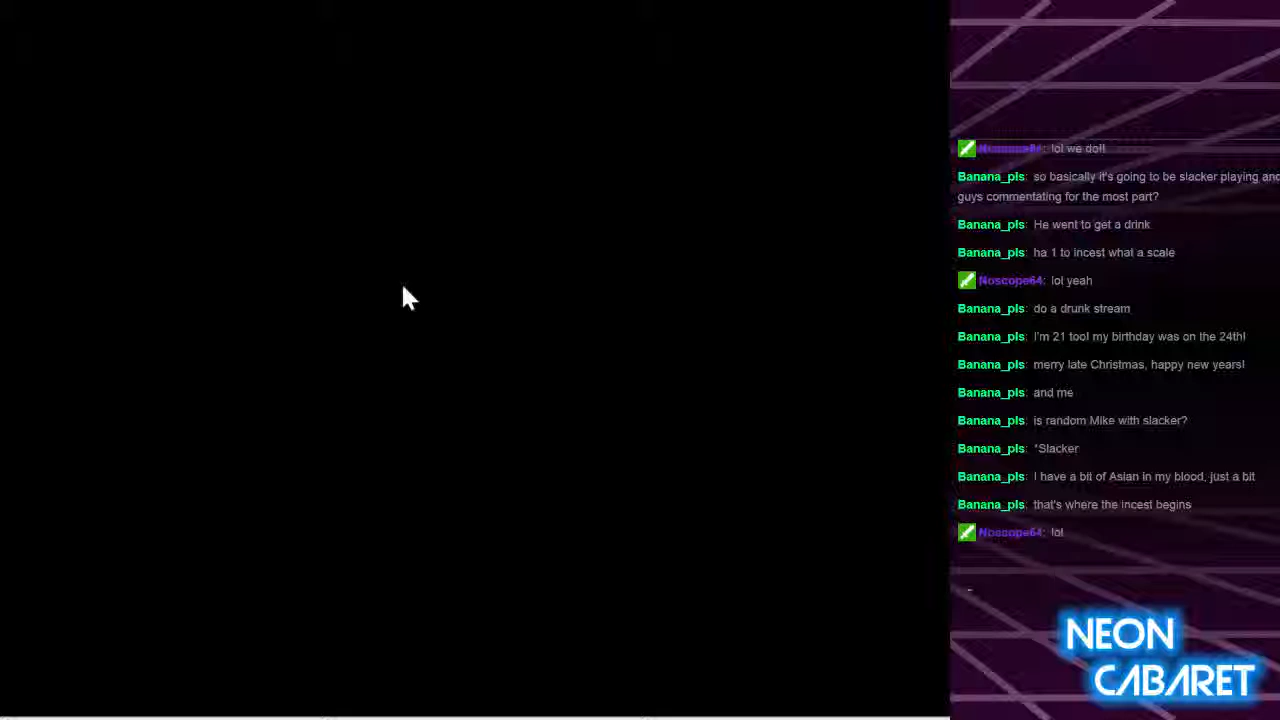 Noscope64: lol we do!!
Banana_pls: so basically it's going to be slacker playing and
guys commentating for the most part?
Banana_pls: He went to get a drink
Banana_pls: ha 1 to incest what a scale
Noscope64: lol yeah
Banana_pls: do a drunk stream
Banana_pls: I'm 21 too! my birthday was on the 24th!
Banana_pls: merry late Christmas, happy new years!
Banana_pls: and me
Banana_pls: is random Mike with slacker?
Banana_pls: *Slacker
Banana_pls: I have a bit of Asian in my blood, just a bit
Banana_pls: that's where the incest begins
Noscope64: lol
NEON
CABARET